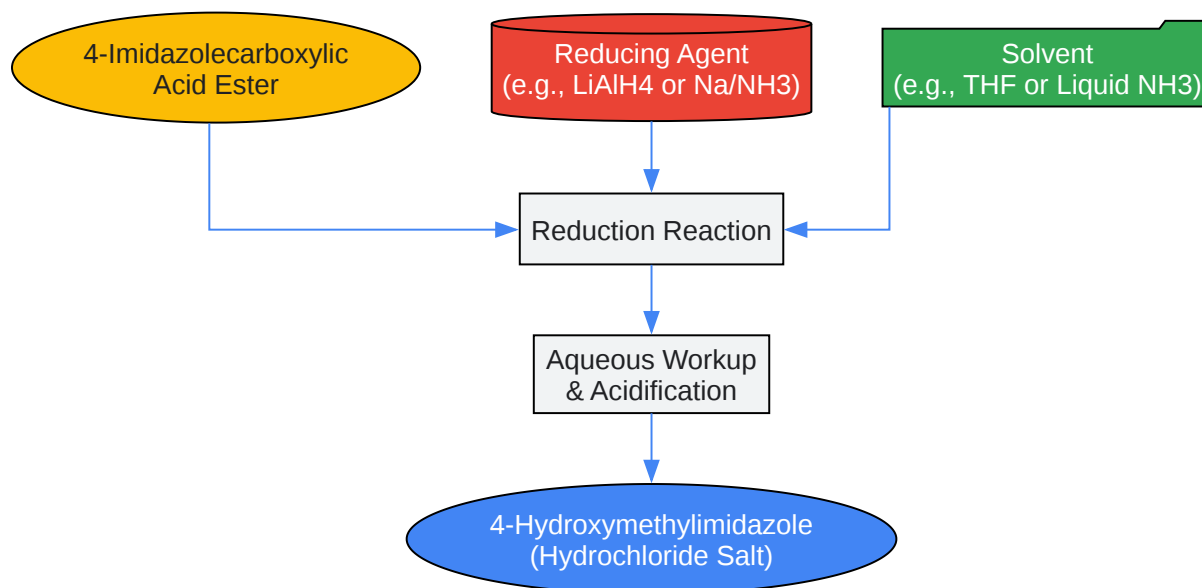 4-Imidazolecarboxylic
Acid Ester
Reducing Agent
(e.g., LiAlH4 or Na/NH3)
Solvent
(e.g., THF or Liquid NH3)
Reduction Reaction
Aqueous Workup
& Acidification
4-Hydroxymethylimidazole
(Hydrochloride Salt)